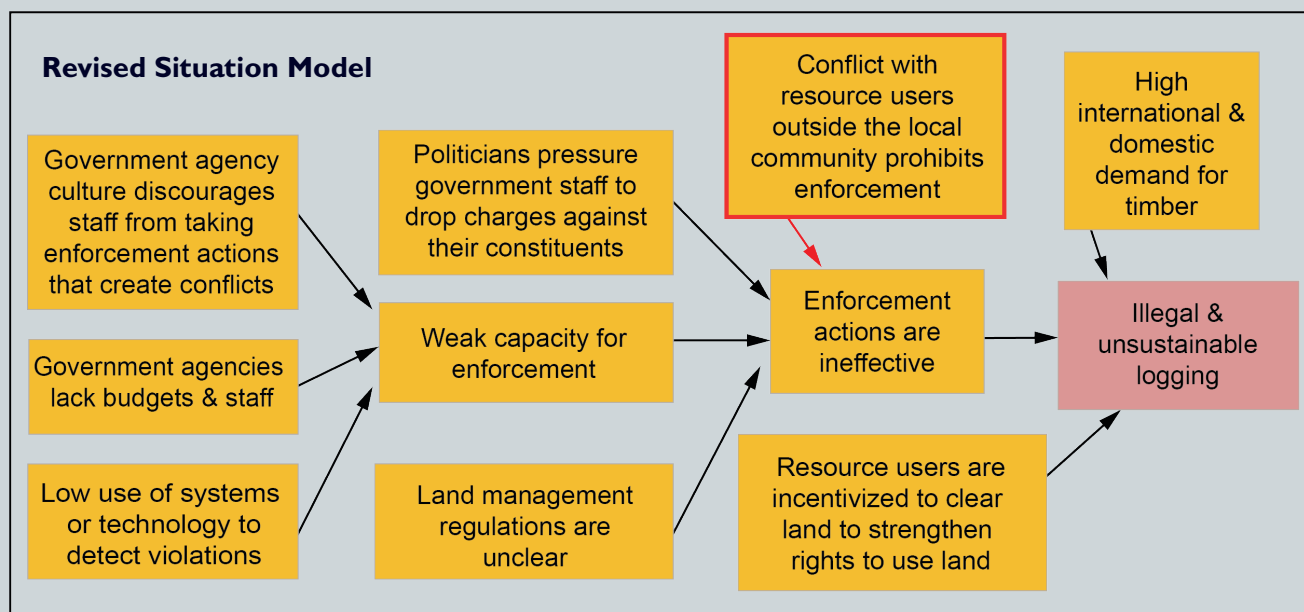 Revised Situation Model
Government agency
culture discourages
staff from taking
enforcement actions
that create conflicts
Government agencies
lack budgets & staff
Low use of systems
or technology to
detect violations
Politicians pressure
government staff to
drop charges against
their constituents
Weak capacity for
enforcement
Land management
regulations are
unclear
Conflict with
resource users
outside the local
community prohibits
enforcement
Enforcement
actions are
ineffective
Resource users are
incentivized to clear
land to strengthen
rights to use land
High
international &
domestic
demand for
timber
Illegal &
unsustainable
logging